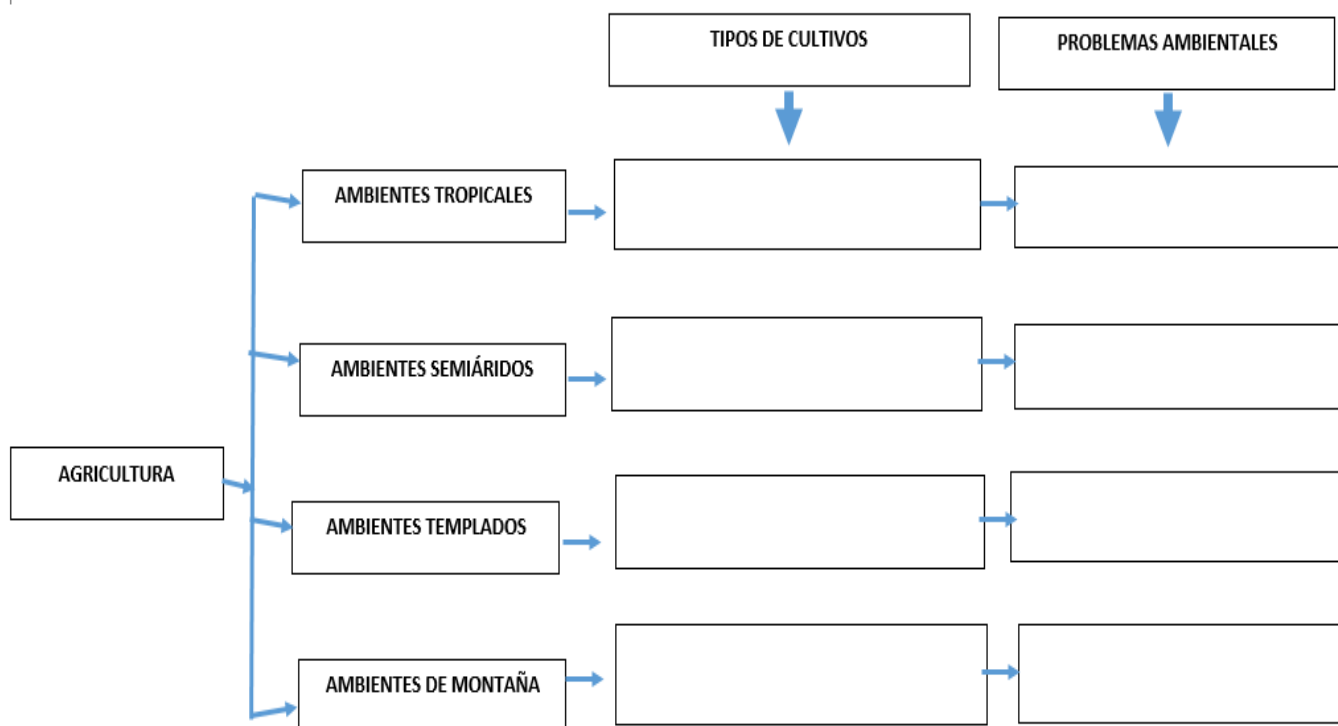 TIPOS DE CULTIVOS
PROBLEMAS AMBIENTALES
AMBIENTES TROPICALES
AMBIENTES SEMIÁRIDOS
AGRICULTURA
AMBIENTES TEMPLADOS
AMBIENTES DE MONTAÑA